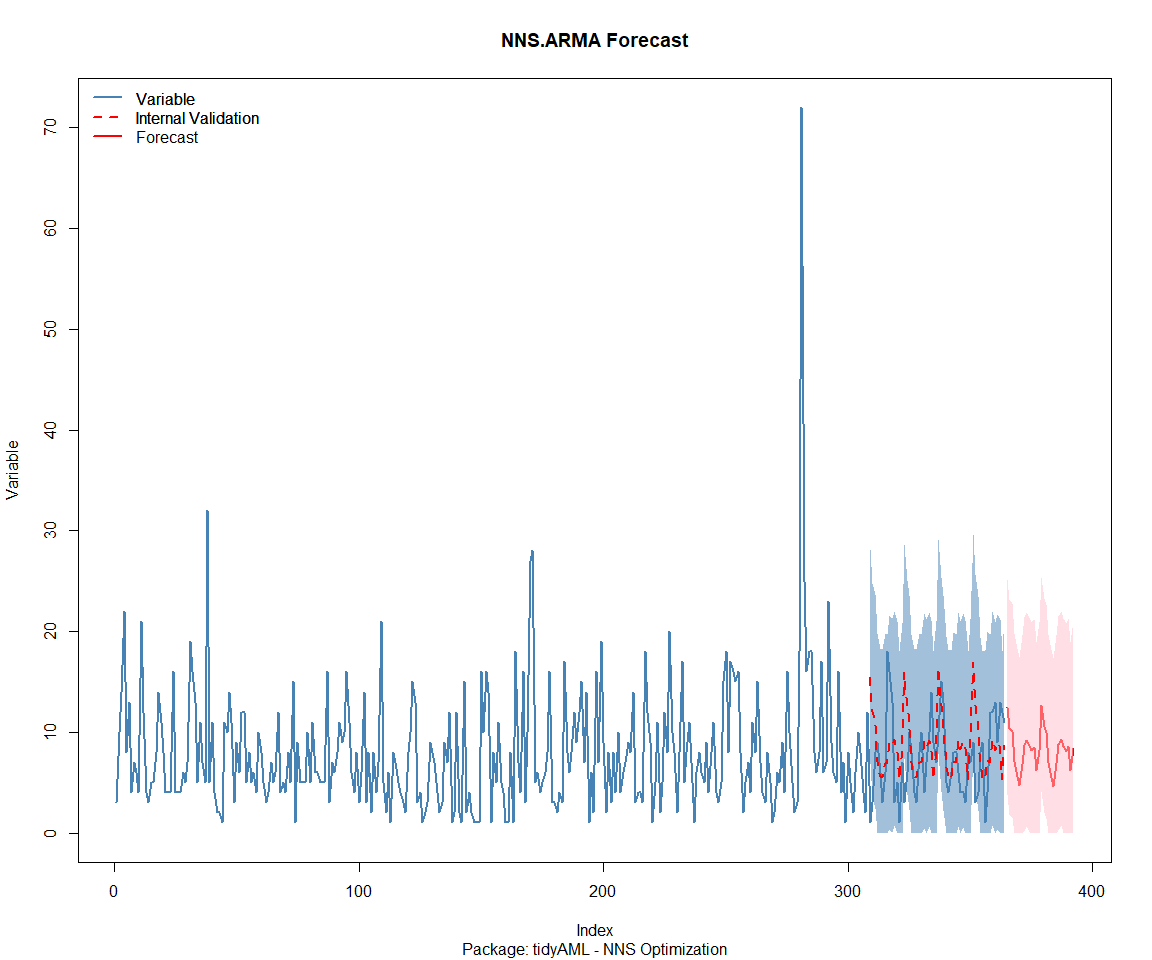 NNS.ARMA Forecast
Variable
Internal Validation
Forecast
70
60
50
40
30
20
10
0
Variable
0
100
200
300
400
Index
Package: tidyAML - NNS Optimization